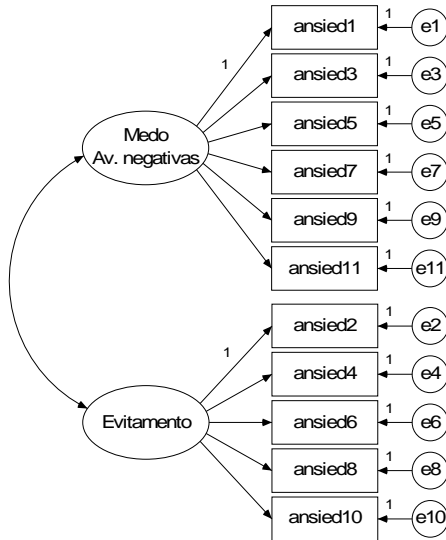 ansied1 1 e1
1
ansied3 1 e3
Medo
Av. negativas
ansied5 1 e5
ansied7 1 e7
ansied9 1 e9
ansied11 1 e11
ansied2 1 e2
1
ansied4 1 e4
Evitamento
ansied6 1 e6
ansied8 1 e8
ansied10 1 e10